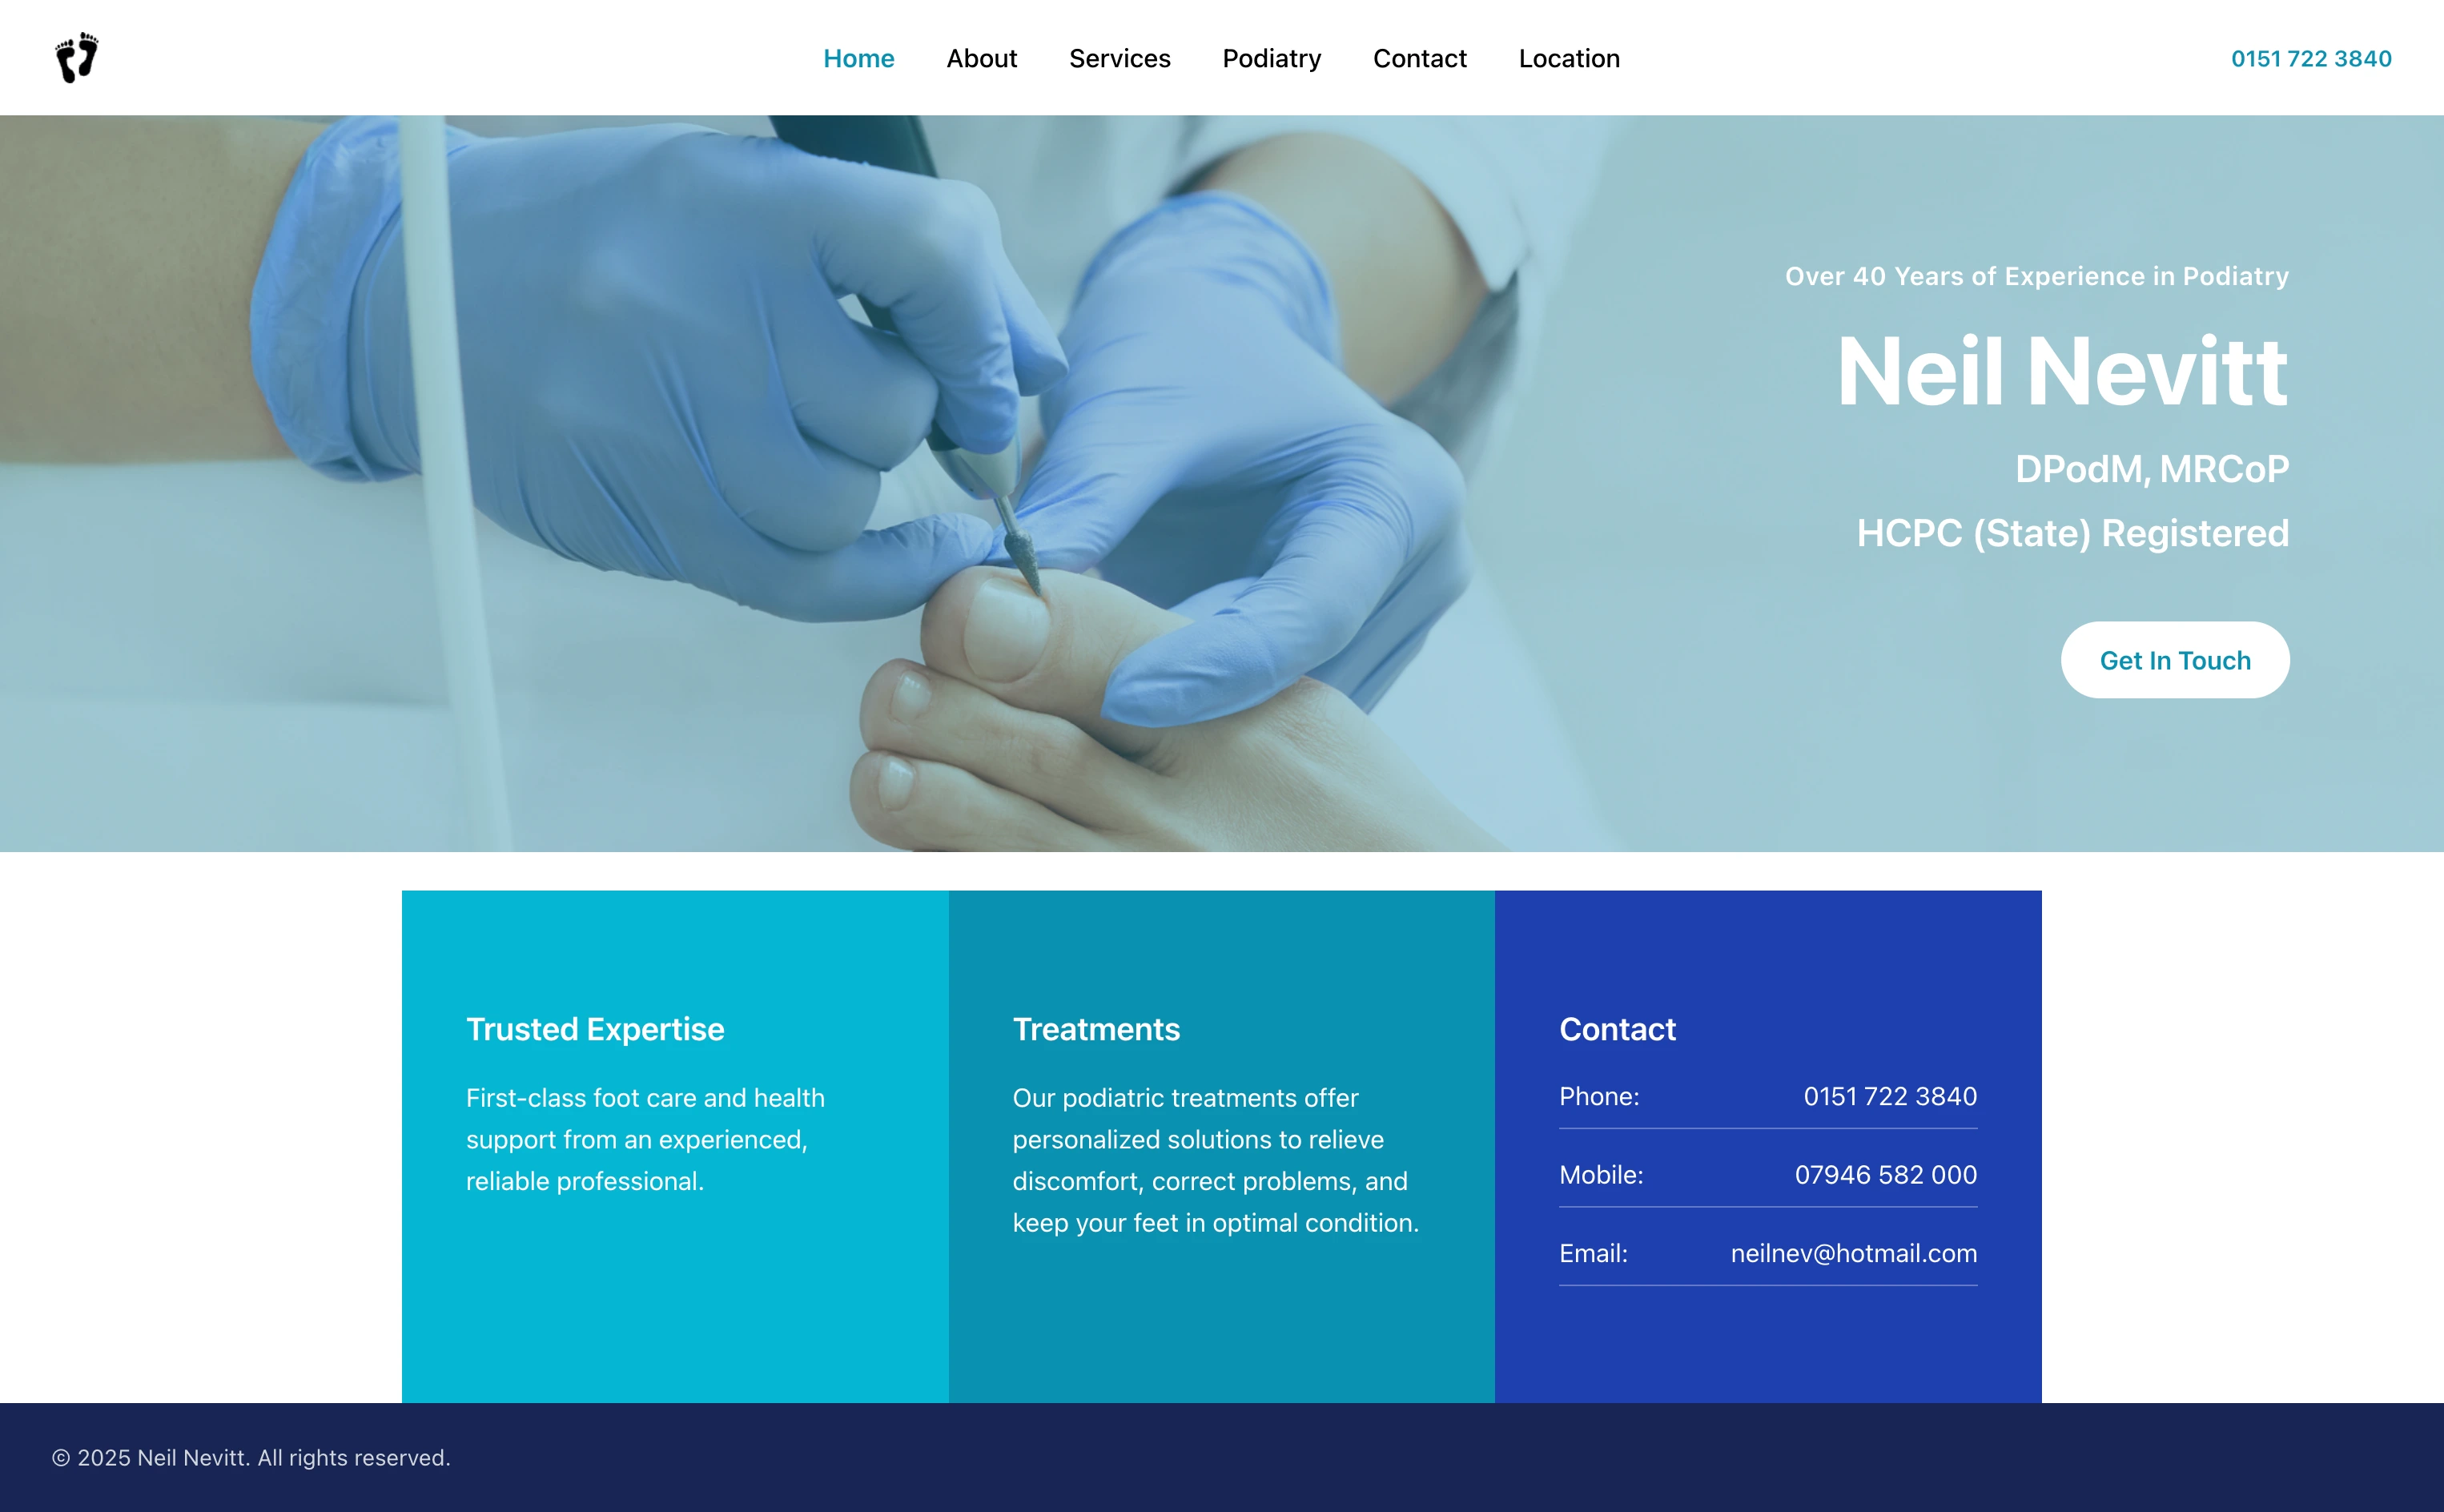 Home About Services Podiatry Contact Location
0151 722 3840
Over 40 Years of Experience in Podiatry
Neil Nevitt
DPodM, MRCoP
HCPC (State) Registered
Get In Touch
Trusted Expertise
First-class foot care and health
support from an experienced,
reliable professional.
Treatments
Our podiatric treatments offer
personalized solutions to relieve
discomfort, correct problems, and
keep your feet in optimal condition.
Contact
Phone: 0151 722 3840
Mobile: 07946 582 000
Email: neilnev@hotmail.com
© 2025 Neil Nevitt. All rights reserved.